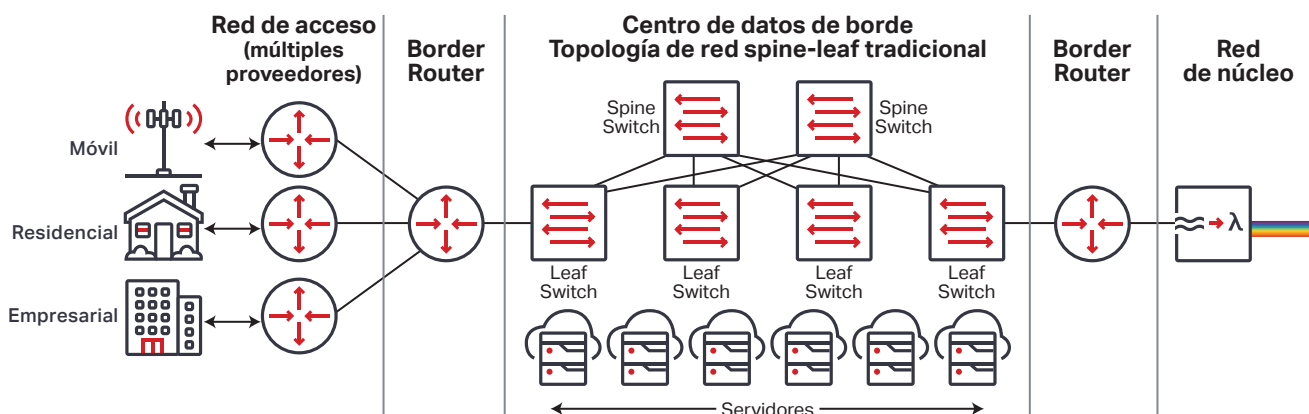 Red de acceso
(múltiples
proveedores)
Border
Router
Centro de datos de borde
Topología de red spine-leaf tradicional
Border
Router
Red
de núcleo
Móvil
Residencial
Empresarial
Spine
Switch
Spine
Switch
Leaf
Switch
Leaf
Switch
Leaf
Switch
Leaf
Switch
λ
Servidores